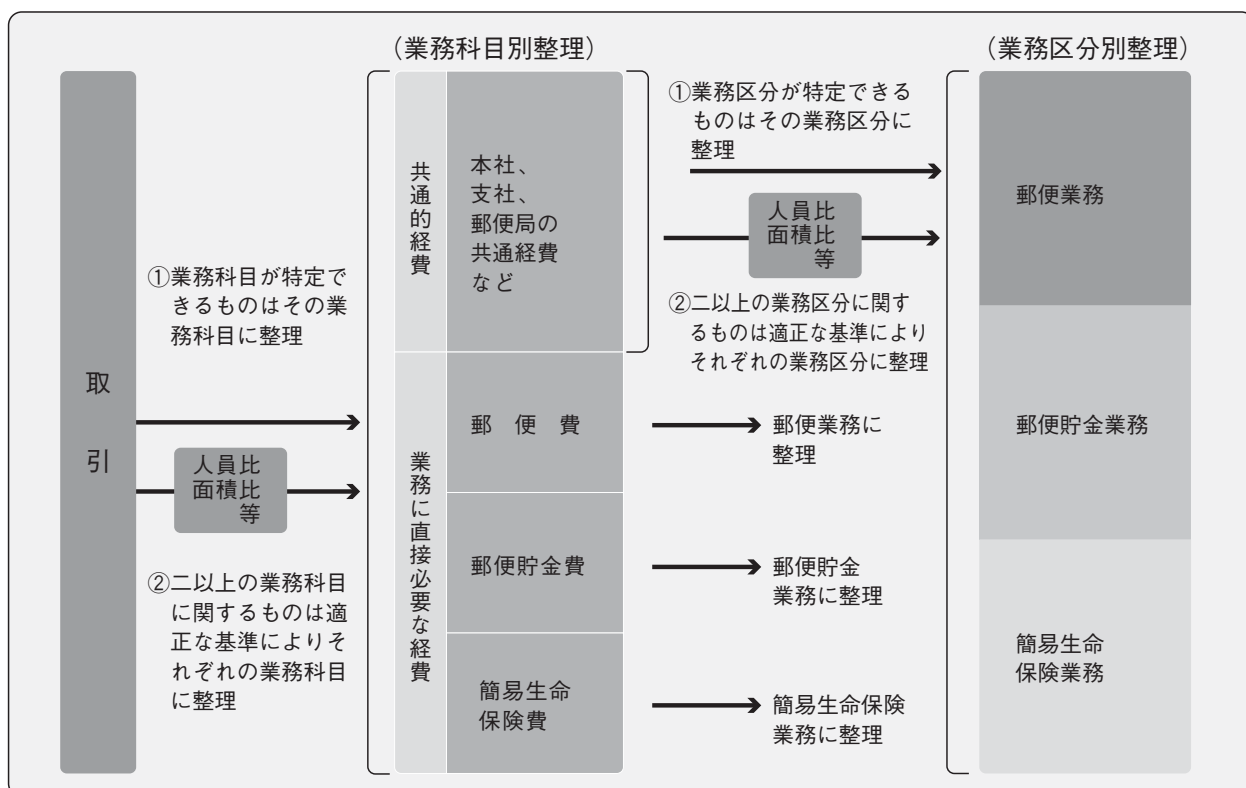 （業務科目別整理）
（業務区分別整理）
取
引
①業務科目が特定で
きるものはその業
務科目に整理
人員比
面積比
等
②二以上の業務科目
に関するものは適
正な基準によりそ
れぞれの業務科目
に整理
共通的経費
本社、
支社、
郵便局の
共通経費
など
業務に直接必要な経費
郵　便　費
郵便貯金費
簡易生命
保険費
①業務区分が特定できる
ものはその業務区分に
整理
人員比
面積比
等
②二以上の業務区分に関す
るものは適正な基準により
それぞれの業務区分に整理
郵便業務に
整理
郵便貯金
業務に整理
簡易生命保険
業務に整理
郵便業務
郵便貯金業務
簡易生命
保険業務